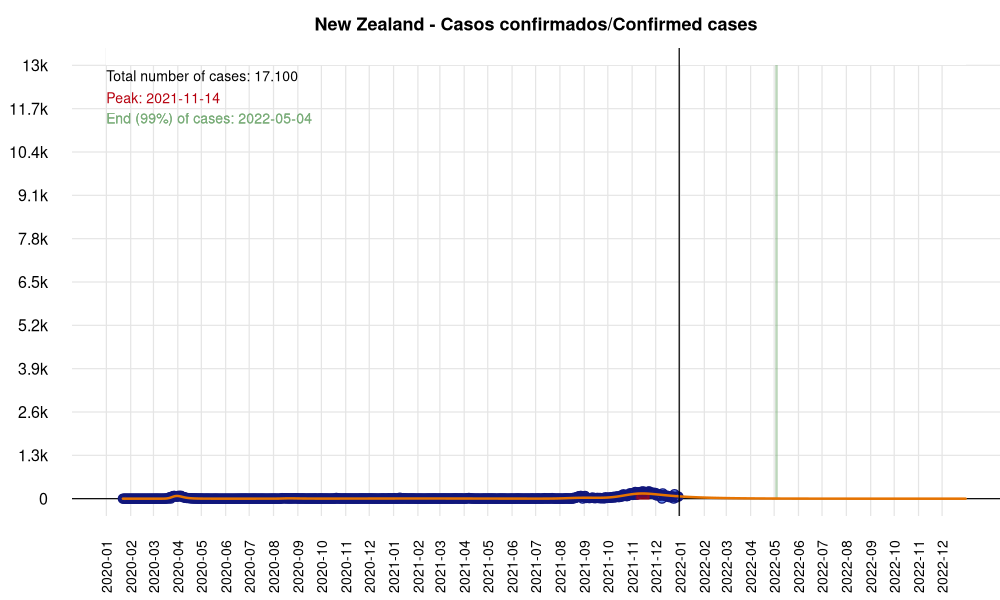 New Zealand - Casos confirmados/Confirmed cases
13k
Total number of cases: 17.100
Peak: 2021-11-14
11.7k
End (99%) of cases: 2022-05-04
10.4k
9.1k
7.8k
6.5k
5.2k
3.9k
2.6k
1.3k
0
2020-01
2020-02
2020-03
2020-04
2020-05
2020-06
2020-07
2020-08
2020-09
2020-10
2020-11
2020-12
2021-01
2021-02
2021-03
2021-04
2021-05
2021-06
2021-07
2021-08
2021-09
2021-10
2021-11
2021-12
2022-01
2022-02
2022-03
2022-04
2022-05
2022-06
2022-07
2022-08
2022-09
2022-10
2022-11
2022-12